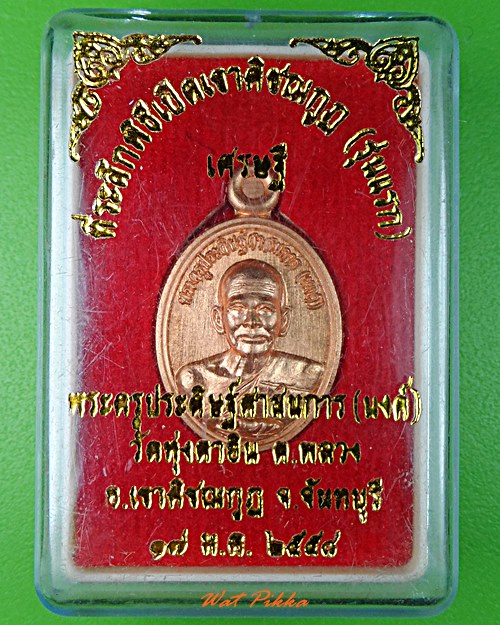 ที่ระลึกพิธีเปิดเขาคิชฌกูฏ (รุ่นแรก)
เศรษฐี
พระครูประดิษฐ์ศาสนการ (นงค์)
วัดทุ่งตาอิน ต.พลวง
อ.เขาคิชฌกูฏ จ.จันทบุรี
๑๗ พ.ค. ๒๕๕๘
Wat Pikka